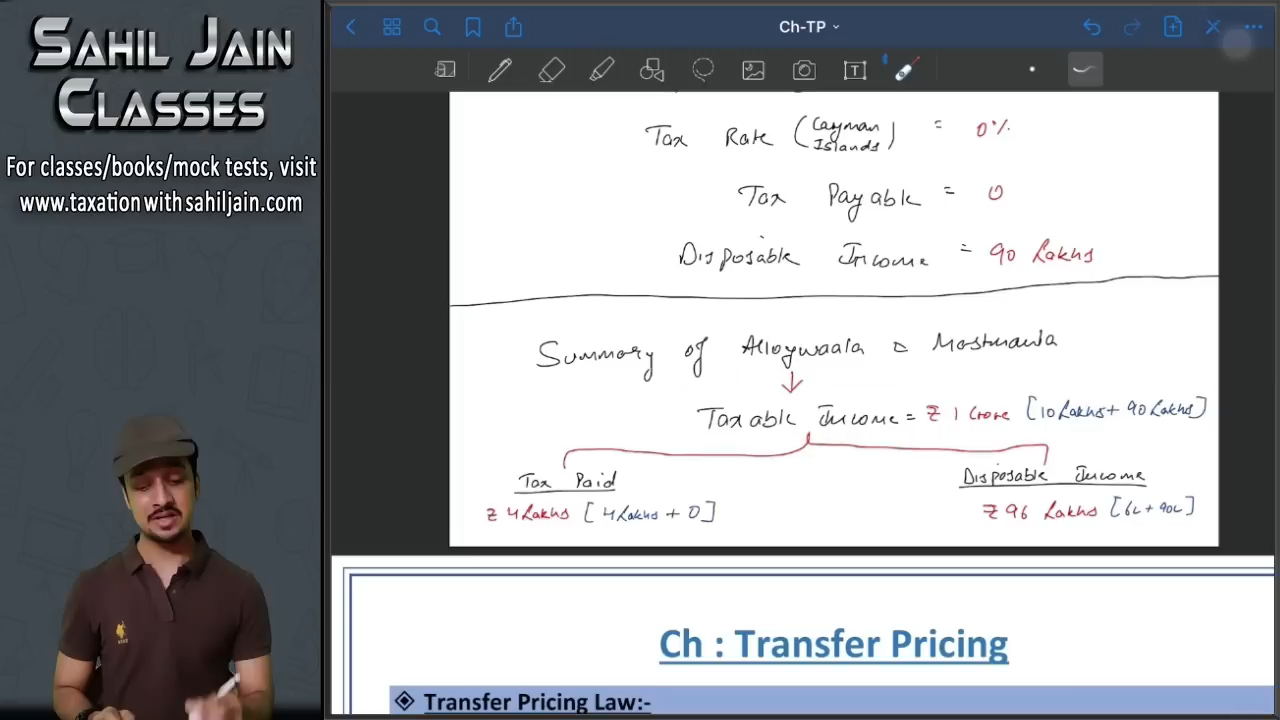 SAHIL JAIN
CLASSES
For classes/books/mock tests, visit
www.taxationwithsahiljain.com
Ch-TP
Tax Rate (Cayman Islands) = 0%
Tax Payable = 0
Disposable Income = 90 Lakhs
Summary of Alloywaala & Mastmaula
Taxable Income = ₹ 1 Crore [10 Lakhs + 90 Lakhs]
Tax Paid
₹ 4 Lakhs [4 Lakhs + 0]
Disposable Income
₹ 96 Lakhs [6L + 90L]
Ch : Transfer Pricing
Transfer Pricing Law:-